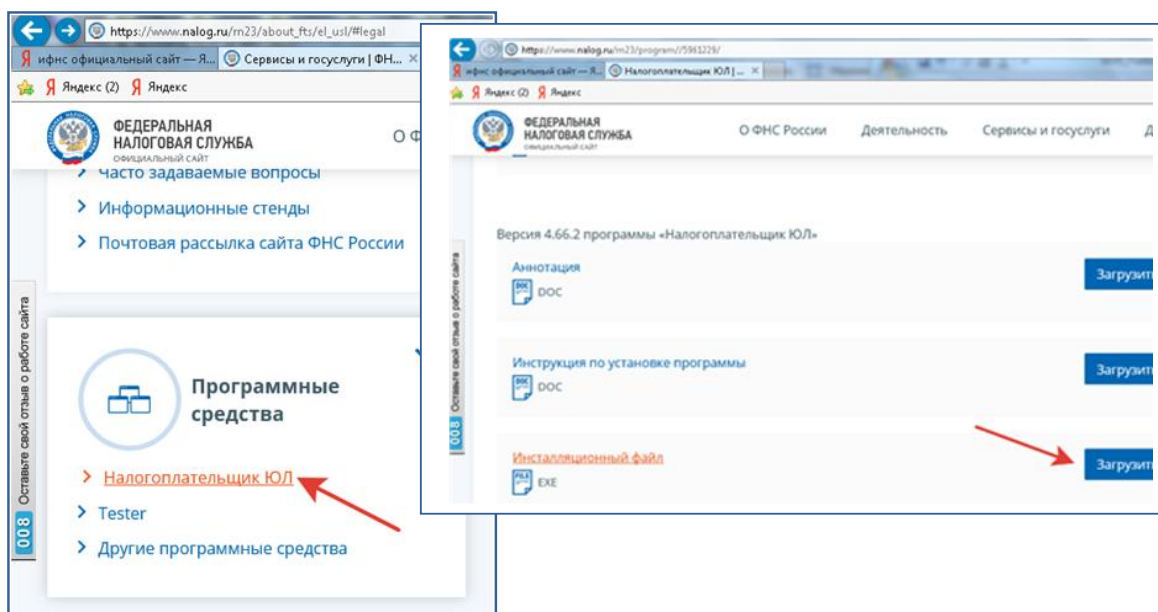 https://www.nalog.ru/rn23/about_fts/el_usl/#legal
Я ифнс официальный сайт — Я... Сервисы и госуслуги | ФН... ×
Я Яндекс (2) Я Яндекс
ФЕДЕРАЛЬНАЯ
НАЛОГОВАЯ СЛУЖБА
ОФИЦИАЛЬНЫЙ САЙТ
О Ф
Часто задаваемые вопросы
Информационные стенды
Почтовая рассылка сайта ФНС России
Оставьте свой отзыв о работе сайта
Программные
средства
Налогоплательщик ЮЛ
Tester
Другие программные средства
https://www.nalog.ru/rn23/program//5961229/
Я ифнс официальный сайт — Я... Налогоплательщик ЮЛ | ... ×
Я Яндекс (2) Я Яндекс
ФЕДЕРАЛЬНАЯ
НАЛОГОВАЯ СЛУЖБА
ОФИЦИАЛЬНЫЙ САЙТ
О ФНС России Деятельность Сервисы и госуслуги Д
Версия 4.66.2 программы «Налогоплательщик ЮЛ»
Аннотация
DOC
Загрузить
Инструкция по установке программы
DOC
Загрузить
Инсталляционный файл
FILE EXE
Загрузить
Оставьте свой отзыв о работе сайта